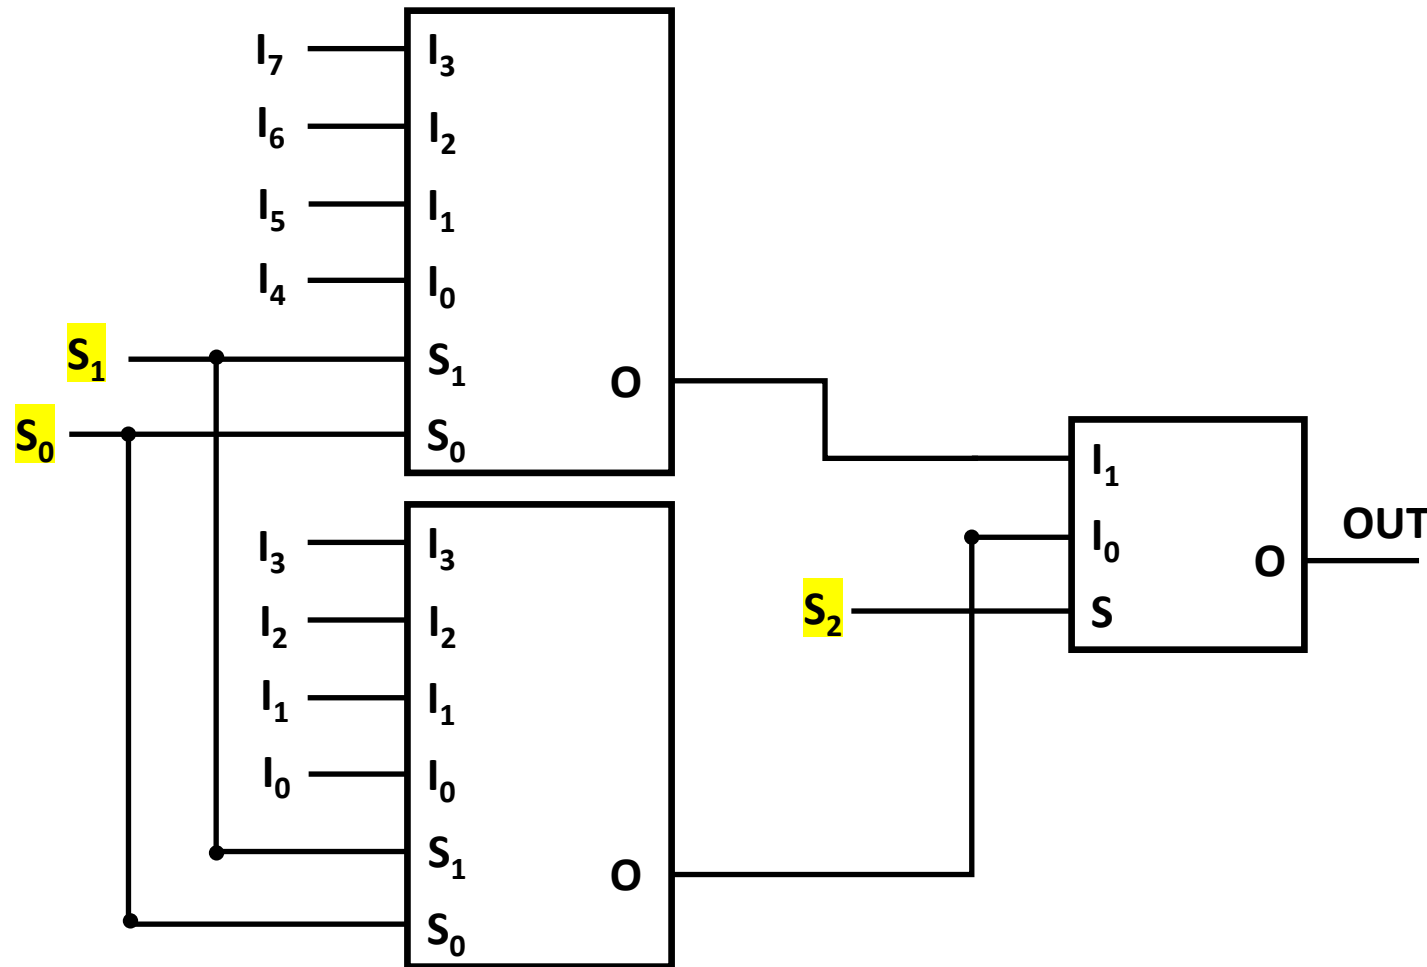 I₇ I₃
I₆ I₂
I₅ I₁
I₄ I₀
S₁ S₁
O
S₀ S₀
I₁
I₃ I₃
I₀
OUT
O
S₂ S
I₂ I₂
I₁ I₁
I₀ I₀
S₁
O
S₀